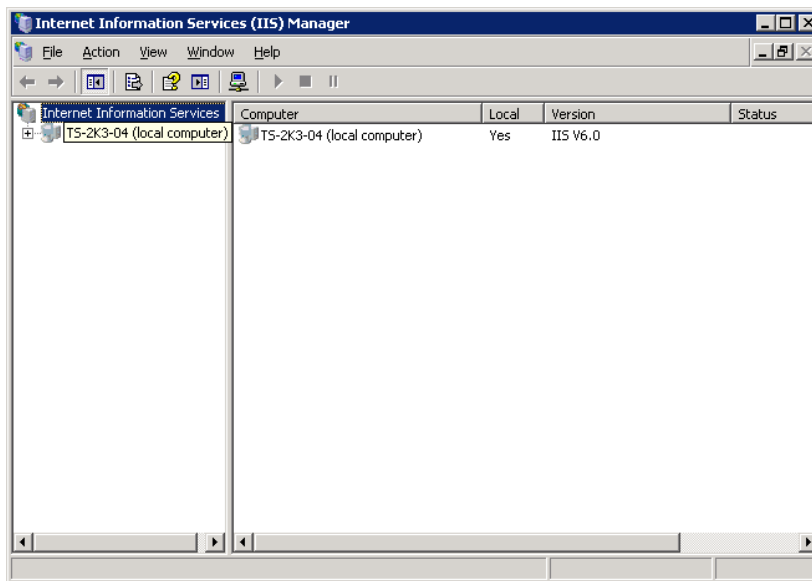 Internet Information Services (IIS) Manager
File Action View Window Help
Internet Information Services
TS-2K3-04 (local computer)
Computer Local Version Status
TS-2K3-04 (local computer) Yes IIS V6.0